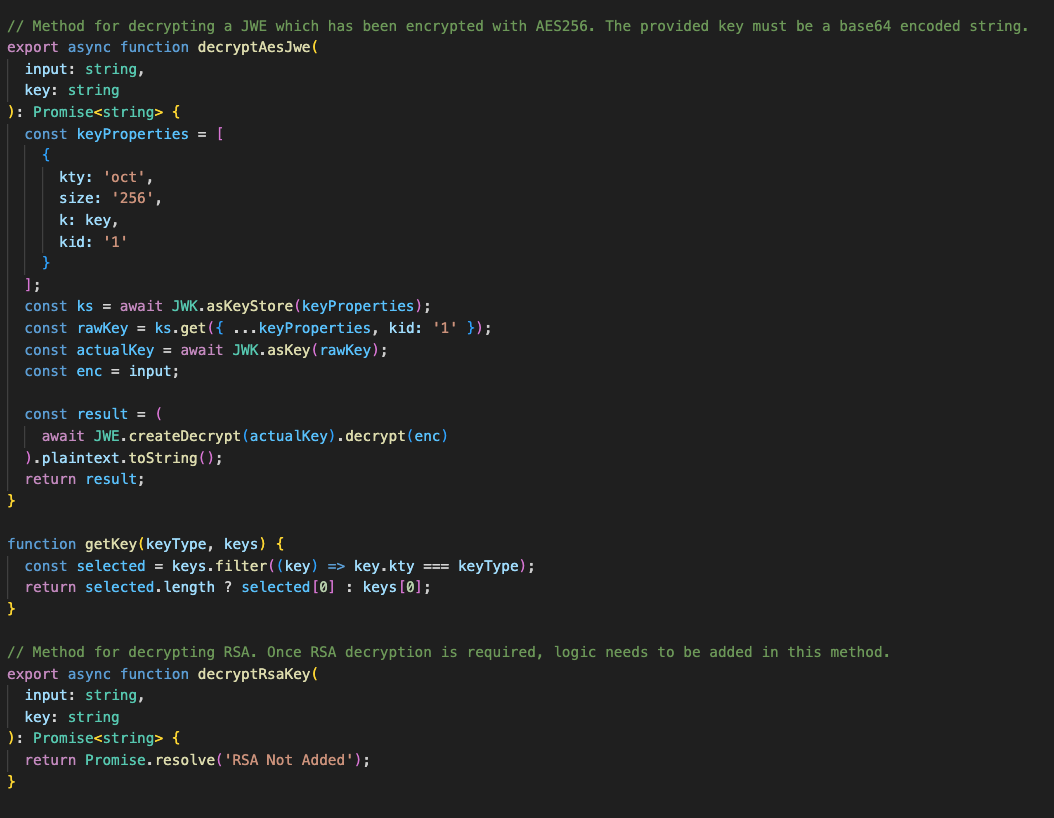 // Method for decrypting a JWE which has been encrypted with AES256. The provided key must be a base64 encoded string.
export async function decryptAesJwe(
  input: string,
  key: string
): Promise<string> {
  const keyProperties = [
    {
      kty: 'oct',
      size: '256',
      k: key,
      kid: '1'
    }
  ];
  const ks = await JWK.asKeyStore(keyProperties);
  const rawKey = ks.get({ ...keyProperties, kid: '1' });
  const actualKey = await JWK.asKey(rawKey);
  const enc = input;

  const result = (
    await JWE.createDecrypt(actualKey).decrypt(enc)
  ).plaintext.toString();
  return result;
}

function getKey(keyType, keys) {
  const selected = keys.filter((key) => key.kty === keyType);
  return selected.length ? selected[0] : keys[0];
}

// Method for decrypting RSA. Once RSA decryption is required, logic needs to be added in this method.
export async function decryptRsaKey(
  input: string,
  key: string
): Promise<string> {
  return Promise.resolve('RSA Not Added');
}